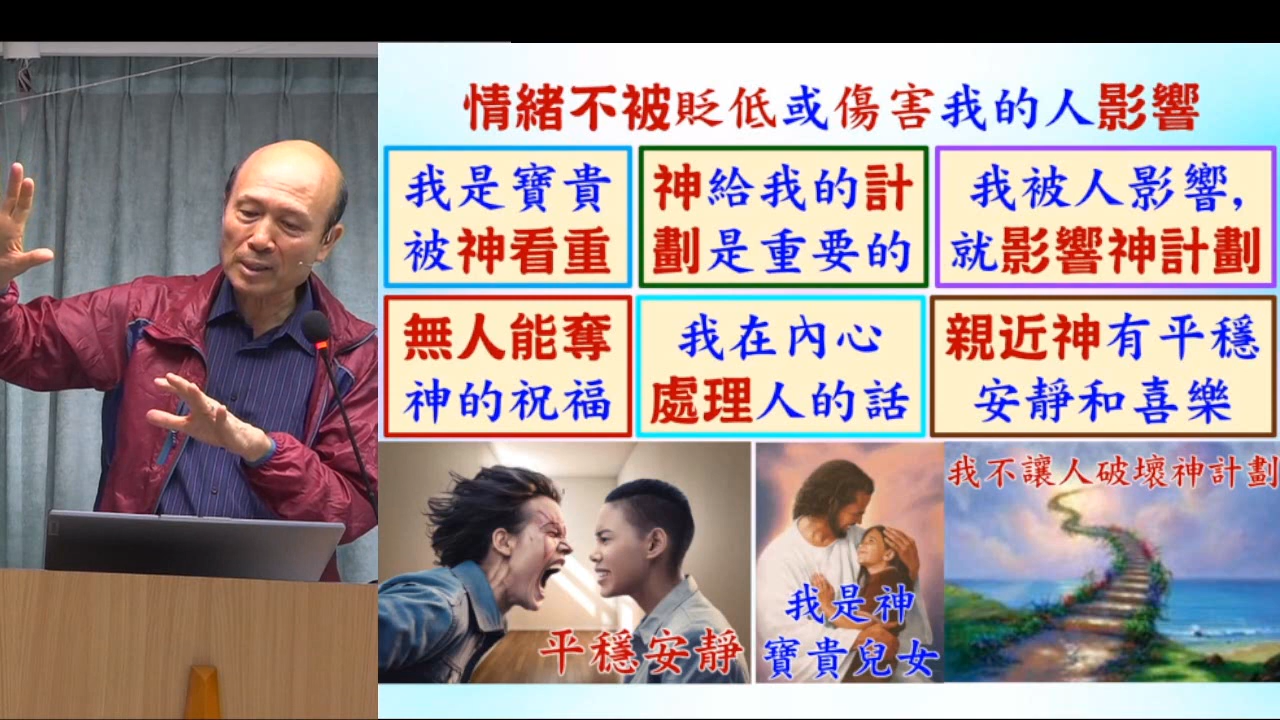 情緒不被貶低或傷害我的人影響
我是寶貴
被神看重
神給我的計
劃是重要的
我被人影響,
就影響神計劃
無人能奪
神的祝福
我在內心
處理人的話
親近神有平穩
安靜和喜樂
平穩安靜
我是神
寶貴兒女
我不讓人破壞神計劃